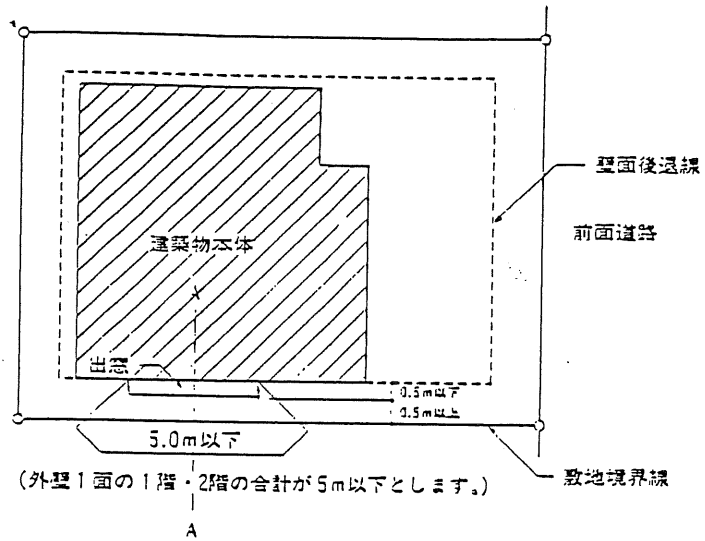 壁面後退線
前面道路
建築物本体
出窓
0.5m以下
0.5m以上
5.0m以下
敷地境界線
(外壁1面の1階・2階の合計が5m以下とします。)
A